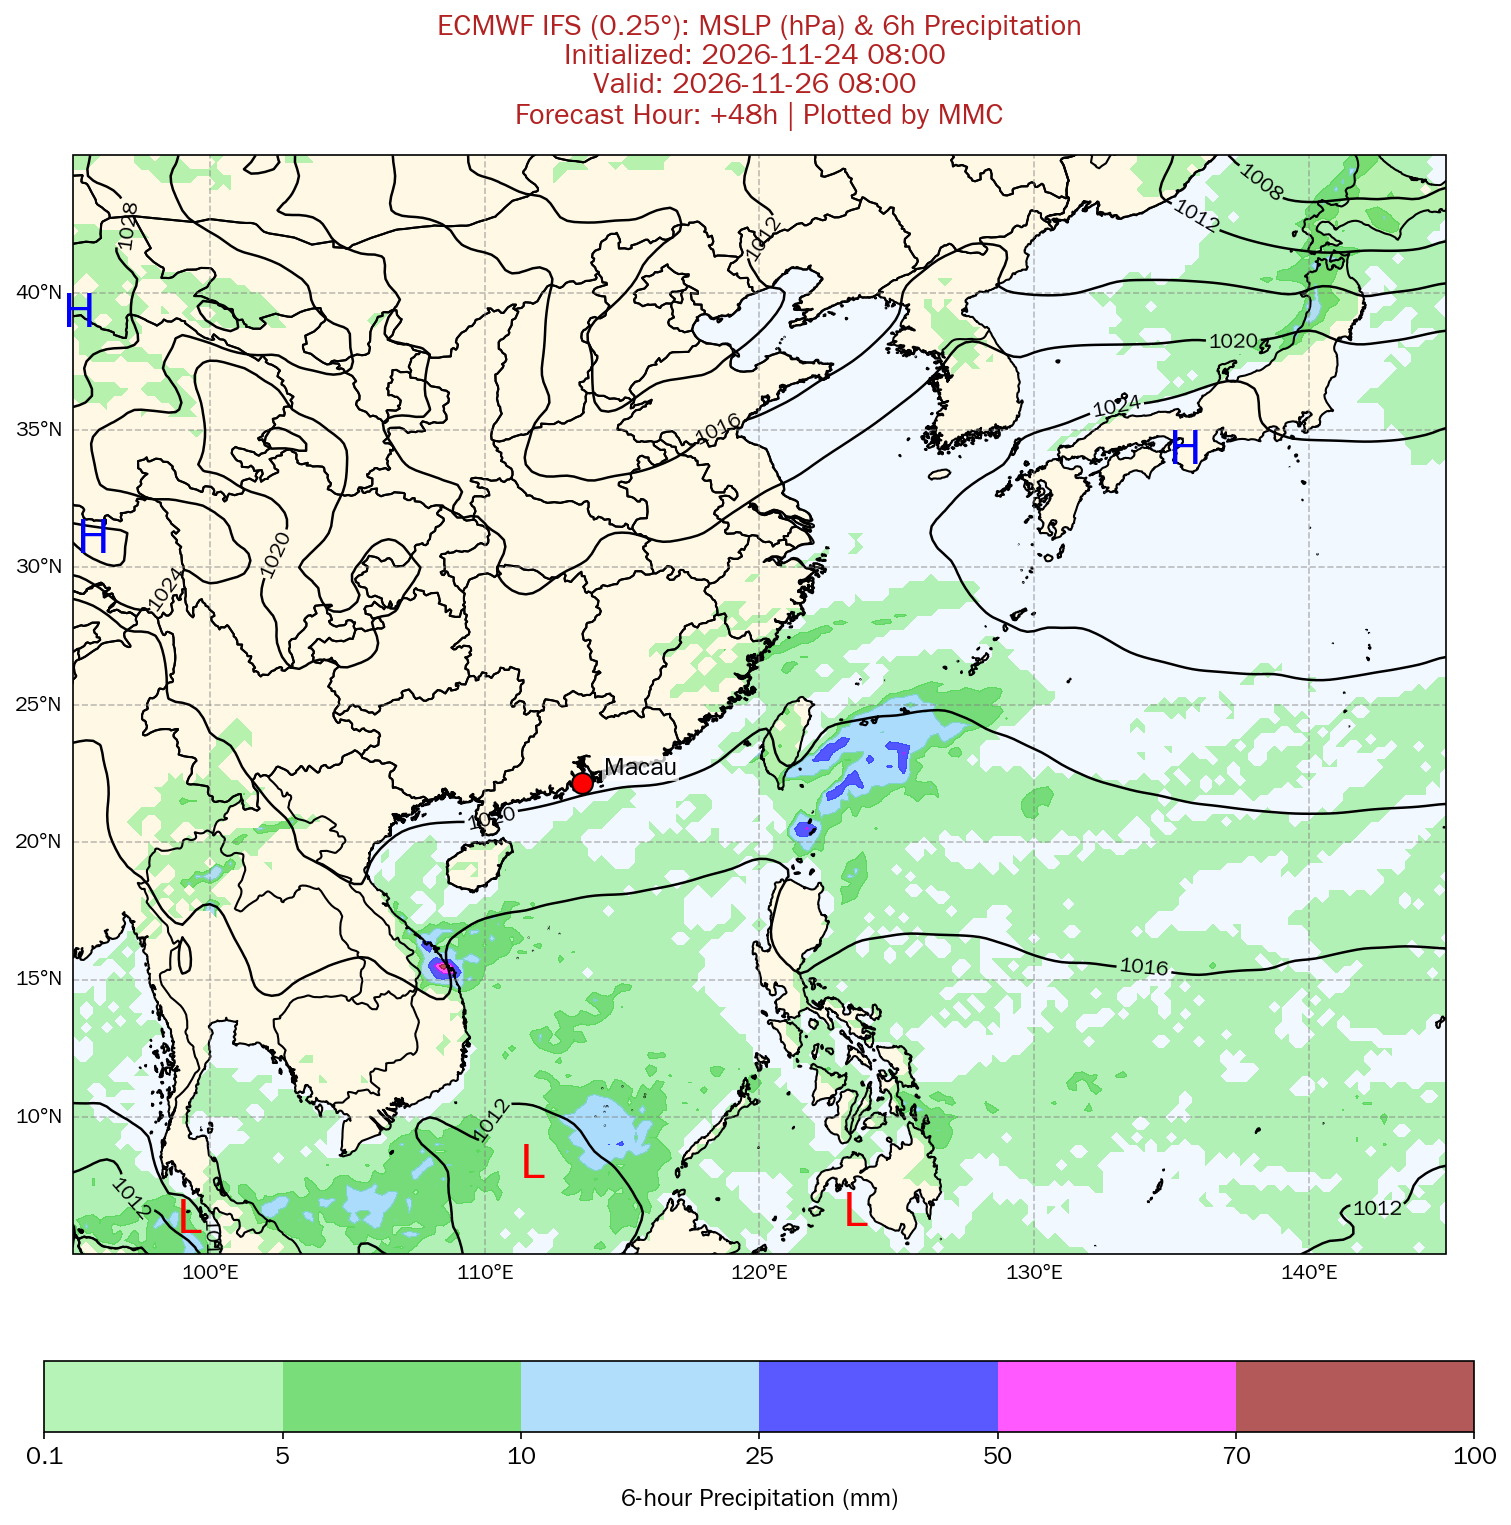 ECMWF IFS (0.25°): MSLP (hPa) & 6h Precipitation
Initialized: 2026-11-24 08:00
Valid: 2026-11-26 08:00
Forecast Hour: +48h | Plotted by MMC
1008
1028
1012
1012
40°N
H
1020
1024
35°N
1016
H
H
1020
30°N
1024
25°N
Macau
1020
20°N
1016
15°N
10°N
1012
L
1012
L
L
1012
100°E 110°E 120°E 130°E 140°E
0.1 5 10 25 50 70 100
6-hour Precipitation (mm)